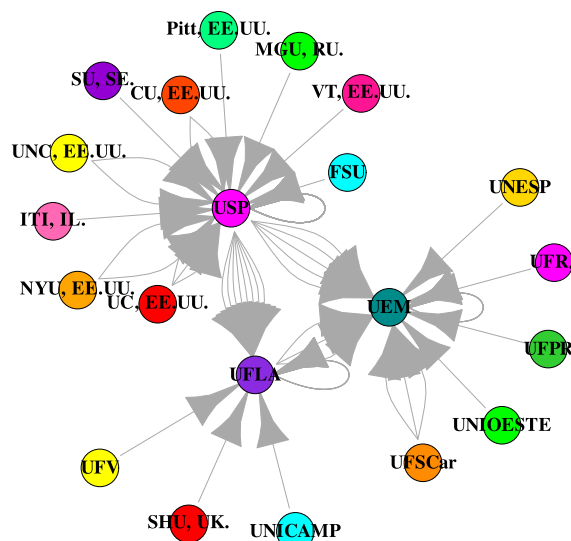 Pitt, EE.UU.
MGU, RU.
SU, SE.
CU, EE.UU.
VT, EE.UU.
UNC, EE.UU.
FSU
UNESP
USP
ITI, IL.
UFR
NYU, EE.UU.
UC, EE.UU.
UEM
UFPR
UFLA
UNIOESTE
UFV
UFSCar
SHU, UK.
UNICAMP